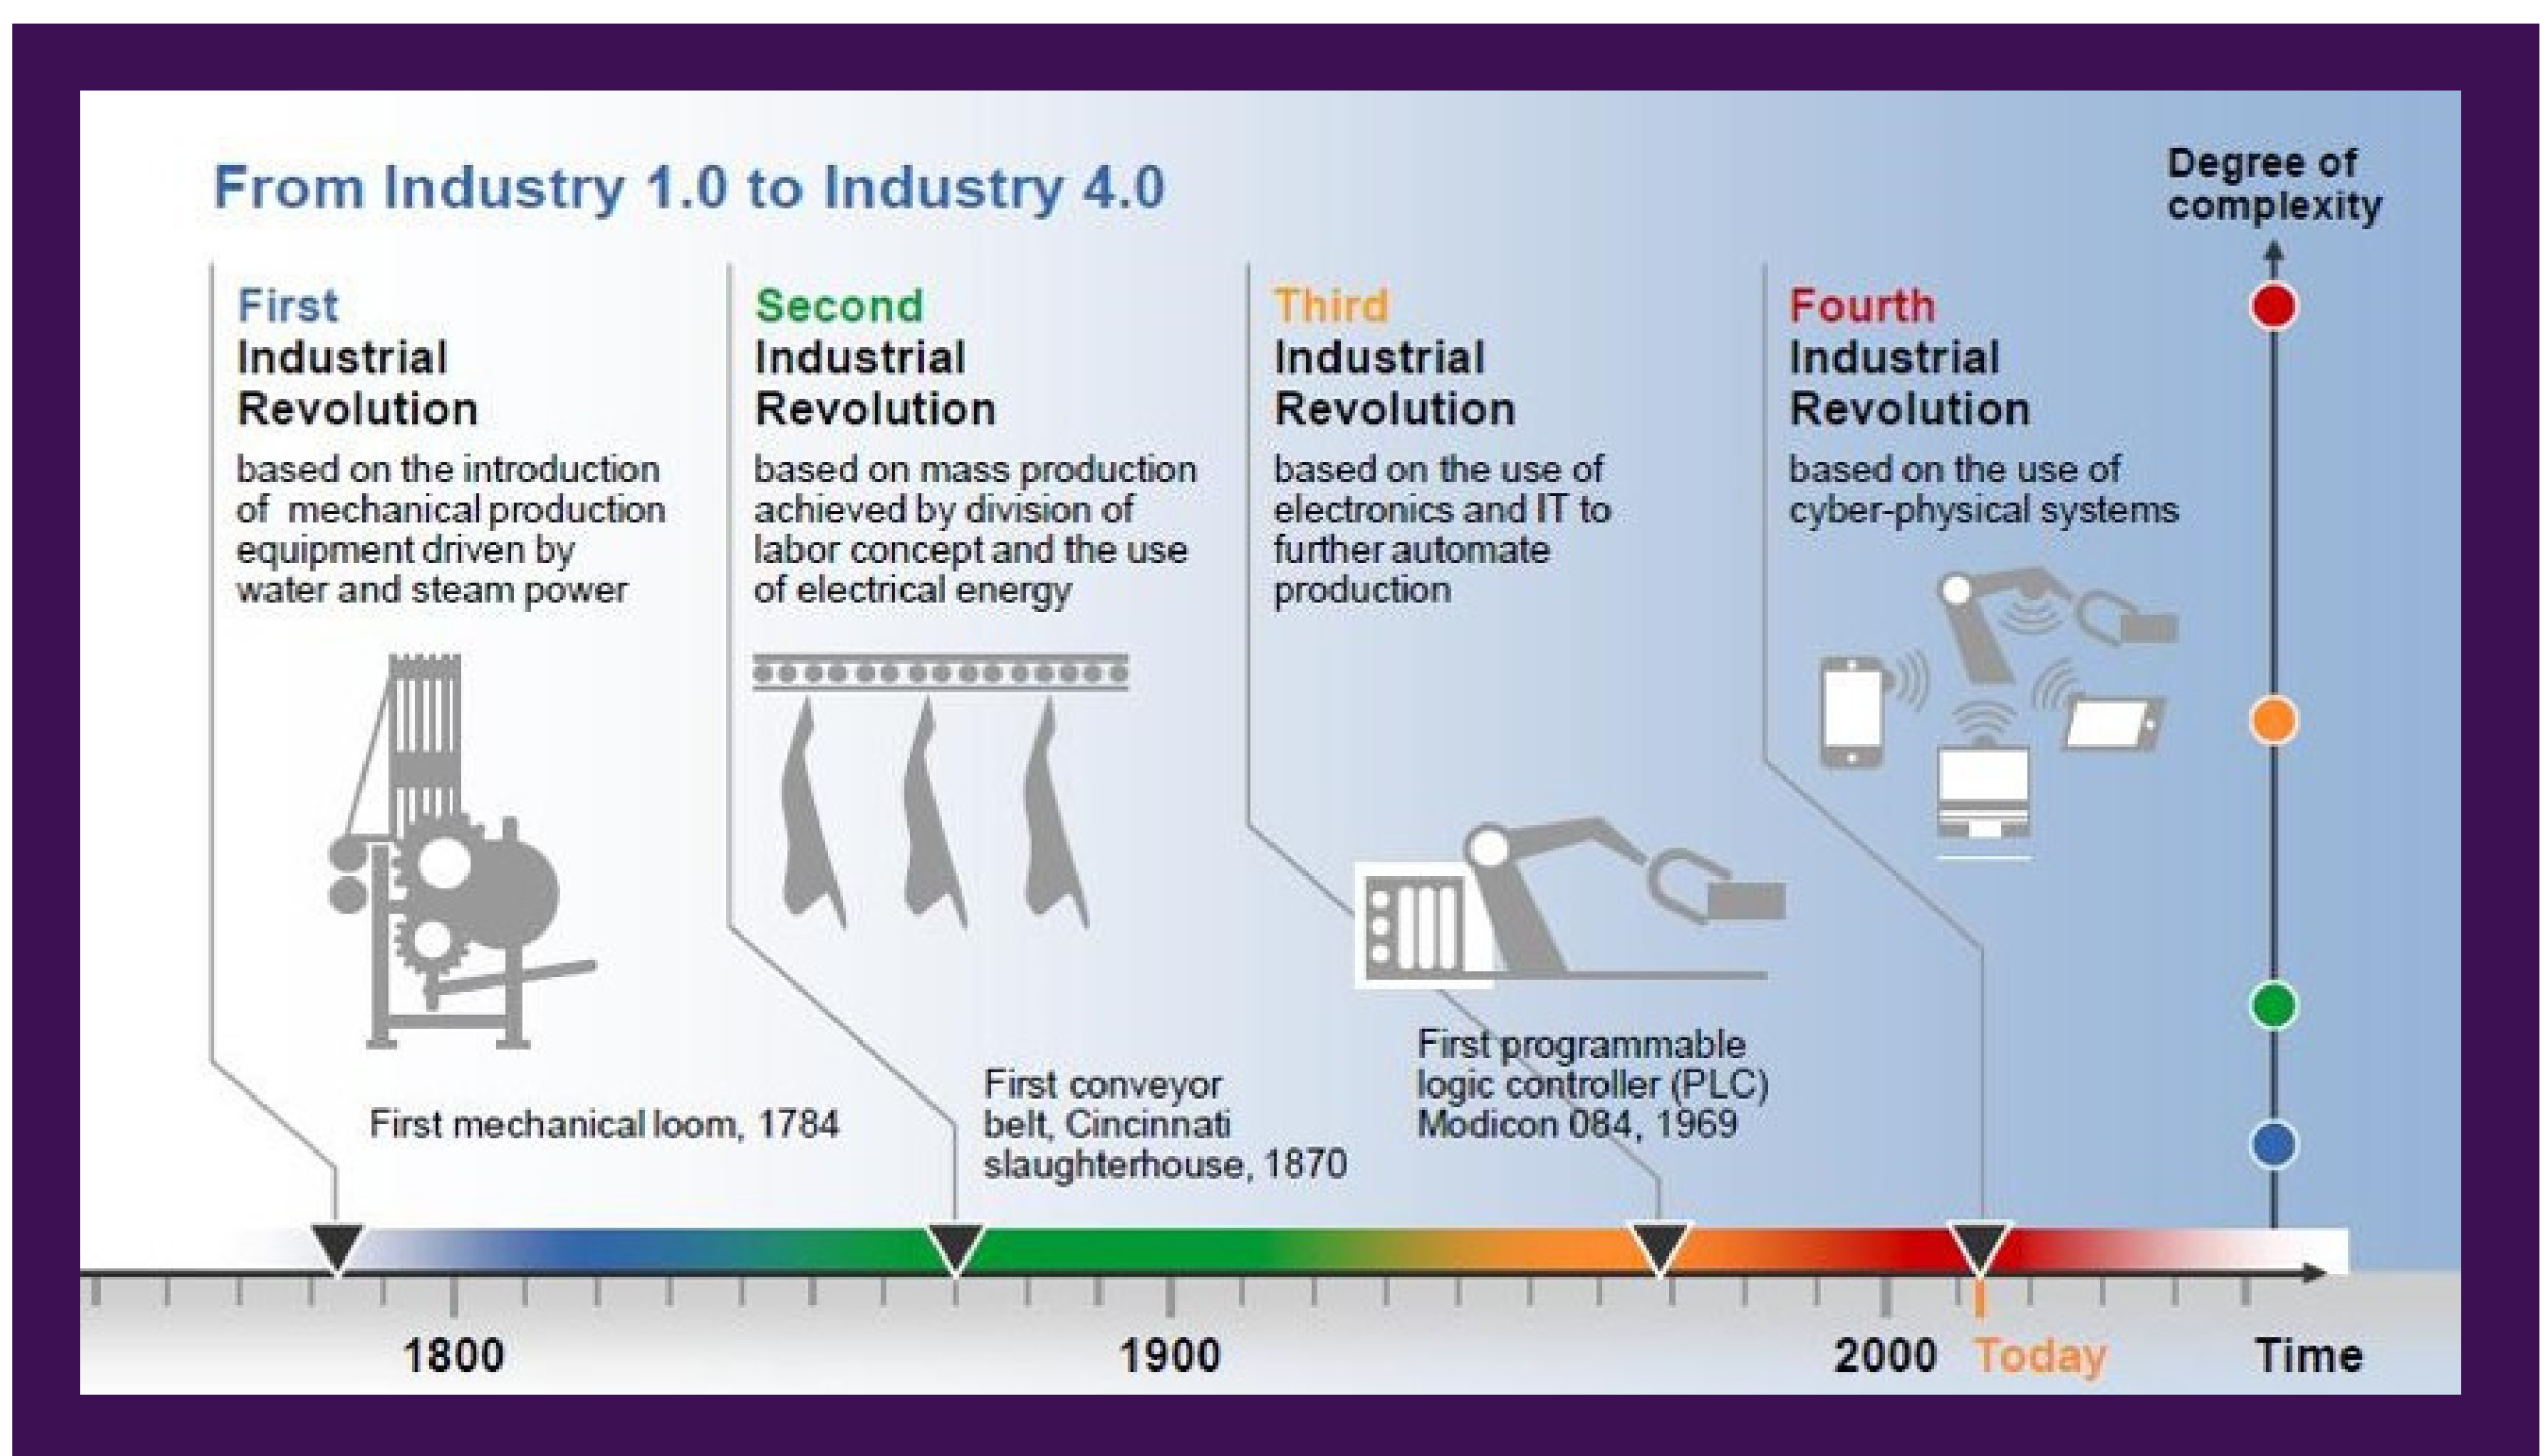 From Industry 1.0 to Industry 4.0
Degree of
complexity
First
Industrial
Revolution
based on the introduction
of mechanical production
equipment driven by
water and steam power
First mechanical loom, 1784
Second
Industrial
Revolution
based on mass production
achieved by division of
labor concept and the use
of electrical energy
First conveyor
belt, Cincinnati
slaughterhouse, 1870
Third
Industrial
Revolution
based on the use of
electronics and IT to
further automate
production
First programmable
logic controller (PLC)
Modicon 084, 1969
Fourth
Industrial
Revolution
based on the use of
cyber-physical systems
1800
1900
2000
Today
Time